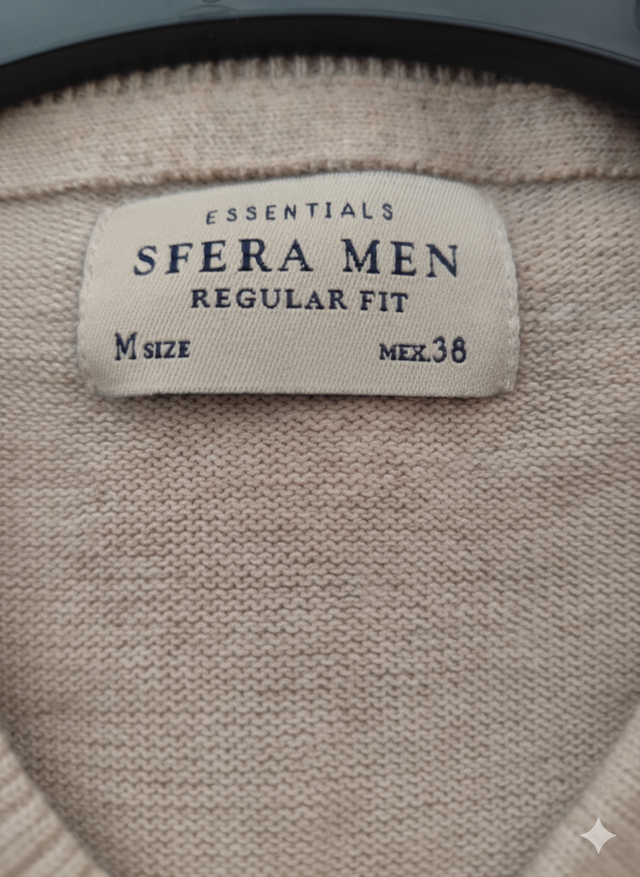 ESSENTIALS
SFERA MEN
REGULAR FIT
M SIZE MEX.38